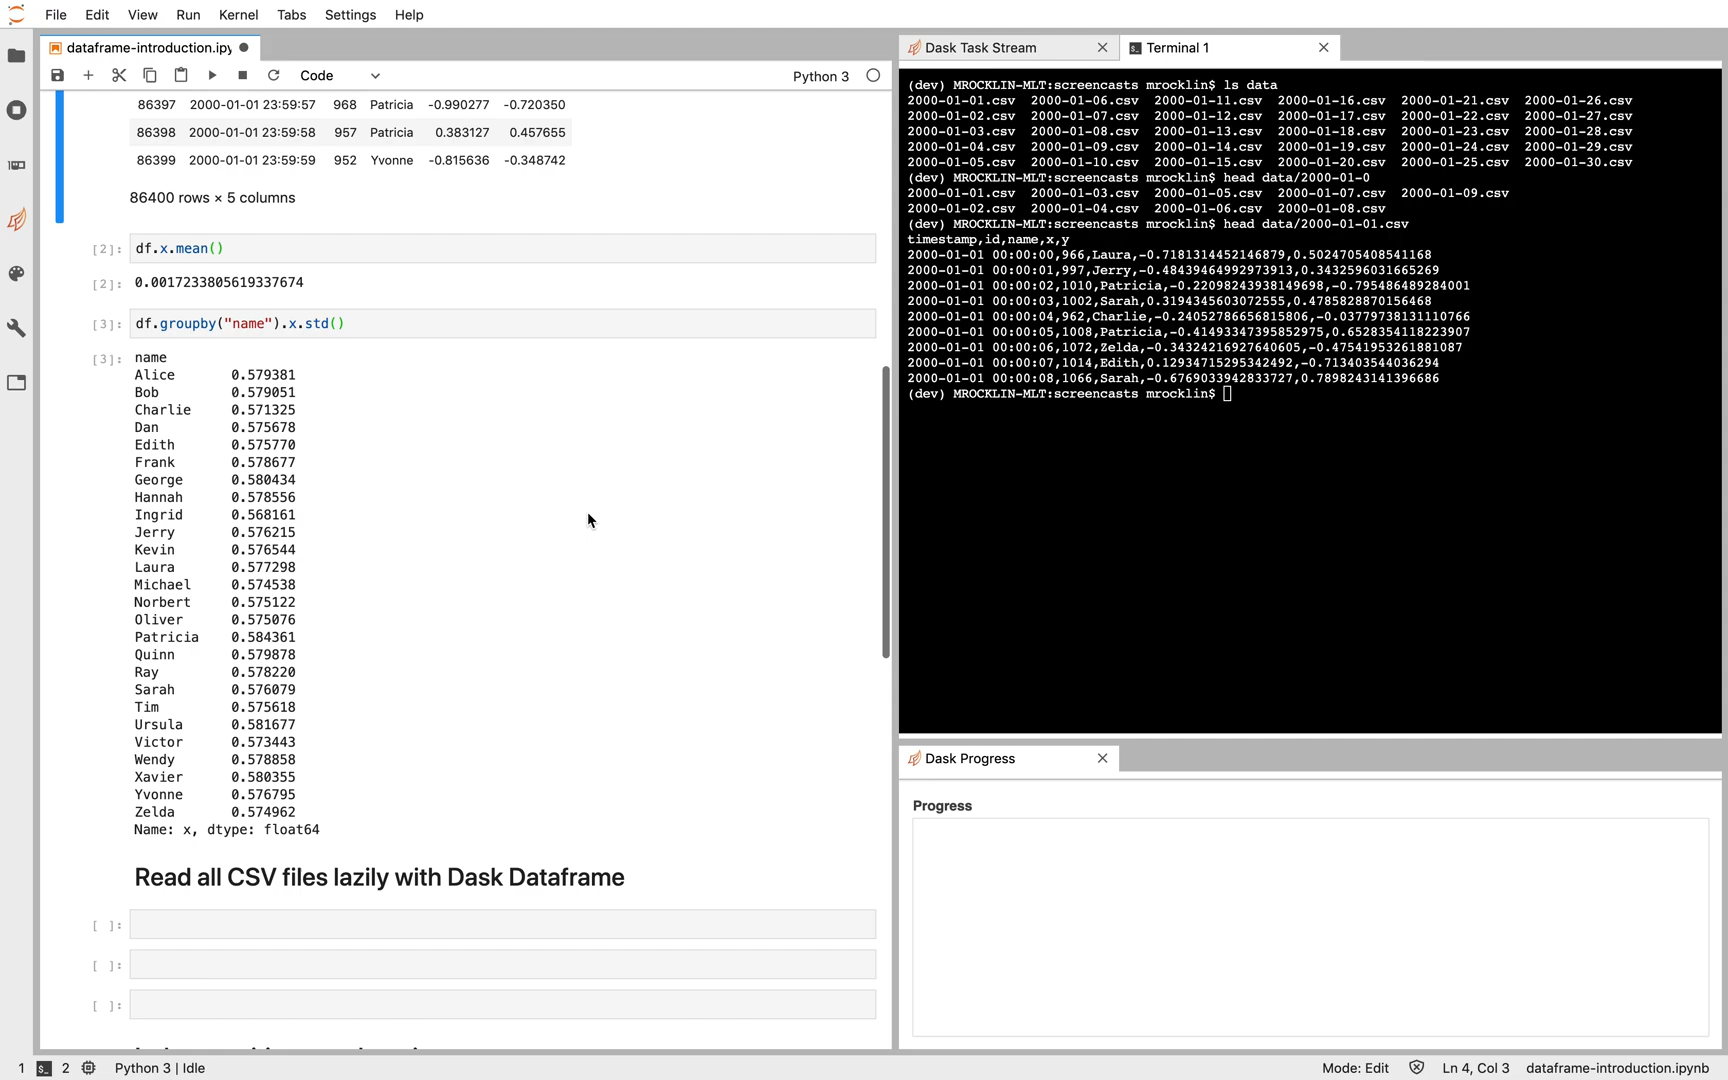 File Edit View Run Kernel Tabs Settings Help
dataframe-introduction.ipy
Code
Python 3
86397 2000-01-01 23:59:57 968 Patricia -0.990277 -0.720350
86398 2000-01-01 23:59:58 957 Patricia 0.383127 0.457655
86399 2000-01-01 23:59:59 952 Yvonne -0.815636 -0.348742
86400 rows × 5 columns
[2]: df.x.mean()
[2]: 0.0017233805619337674
[3]: df.groupby("name").x.std()
[3]: name
Alice 0.579381
Bob 0.579051
Charlie 0.571325
Dan 0.575678
Edith 0.575770
Frank 0.578677
George 0.580434
Hannah 0.578556
Ingrid 0.568161
Jerry 0.576215
Kevin 0.576544
Laura 0.577298
Michael 0.574538
Norbert 0.575122
Oliver 0.575076
Patricia 0.584361
Quinn 0.579878
Ray 0.578220
Sarah 0.576079
Tim 0.575618
Ursula 0.581677
Victor 0.573443
Wendy 0.578858
Xavier 0.580355
Yvonne 0.576795
Zelda 0.574962
Name: x, dtype: float64
Read all CSV files lazily with Dask Dataframe
[ ]:
[ ]:
[ ]:
Dask Task Stream
Terminal 1
(dev) MROCKLIN-MLT:screencasts mrocklin$ ls data
2000-01-01.csv 2000-01-06.csv 2000-01-11.csv 2000-01-16.csv 2000-01-21.csv 2000-01-26.csv
2000-01-02.csv 2000-01-07.csv 2000-01-12.csv 2000-01-17.csv 2000-01-22.csv 2000-01-27.csv
2000-01-03.csv 2000-01-08.csv 2000-01-13.csv 2000-01-18.csv 2000-01-23.csv 2000-01-28.csv
2000-01-04.csv 2000-01-09.csv 2000-01-14.csv 2000-01-19.csv 2000-01-24.csv 2000-01-29.csv
2000-01-05.csv 2000-01-10.csv 2000-01-15.csv 2000-01-20.csv 2000-01-25.csv 2000-01-30.csv
(dev) MROCKLIN-MLT:screencasts mrocklin$ head data/2000-01-0
2000-01-01.csv 2000-01-03.csv 2000-01-05.csv 2000-01-07.csv 2000-01-09.csv
2000-01-02.csv 2000-01-04.csv 2000-01-06.csv 2000-01-08.csv
(dev) MROCKLIN-MLT:screencasts mrocklin$ head data/2000-01-01.csv
timestamp,id,name,x,y
2000-01-01 00:00:00,966,Laura,-0.7181314452146879,0.5024705408541168
2000-01-01 00:00:01,997,Jerry,-0.48439464992973913,0.3432596031665269
2000-01-01 00:00:02,1010,Patricia,-0.22098243938149698,-0.795486489284001
2000-01-01 00:00:03,1002,Sarah,0.3194345603072555,0.4785828870156468
2000-01-01 00:00:04,962,Charlie,-0.24052786656815806,-0.03779738131110766
2000-01-01 00:00:05,1008,Patricia,-0.41493347395852975,0.6528354118223907
2000-01-01 00:00:06,1072,Zelda,-0.34324216927640605,-0.47541953261881087
2000-01-01 00:00:07,1014,Edith,0.12934715295342492,-0.713403544036294
2000-01-01 00:00:08,1066,Sarah,-0.6769033942833727,0.7898243141396686
(dev) MROCKLIN-MLT:screencasts mrocklin$
Dask Progress
Progress
1 2 Python 3 | Idle
Mode: Edit Ln 4, Col 3 dataframe-introduction.ipynb